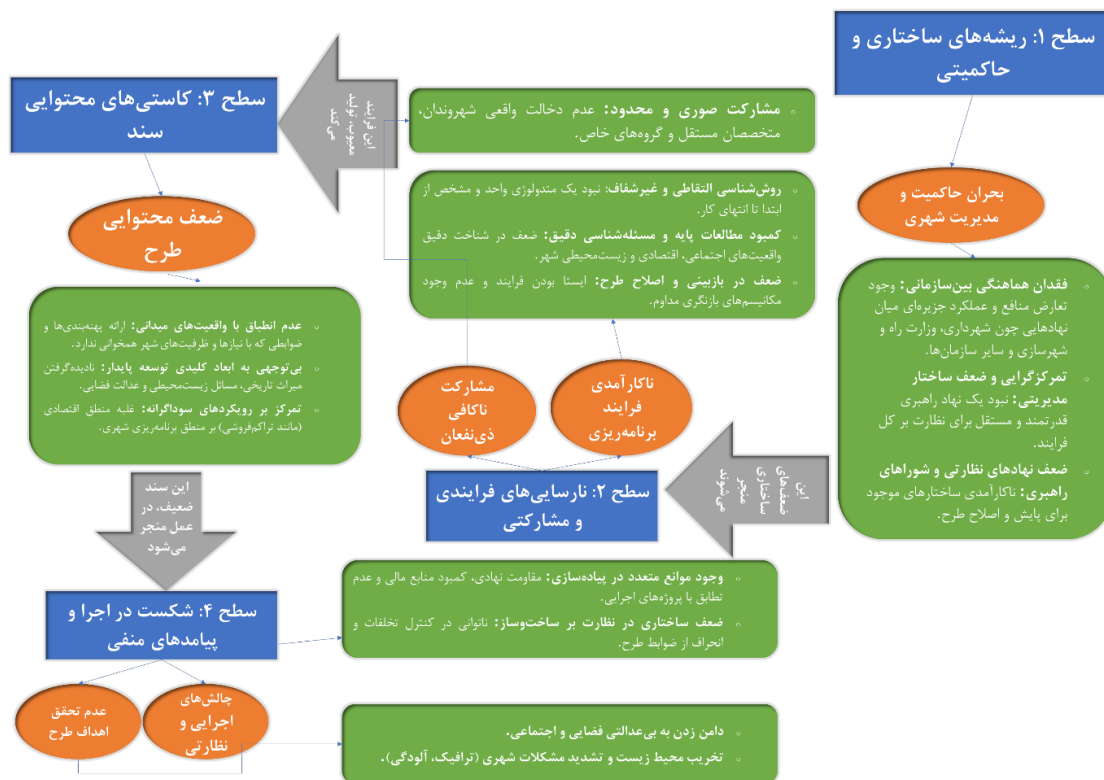 سطح ۱: ریشه‌های ساختاری و
حاکمیتی
بحران حاکمیت و
مدیریت شهری
فقدان هماهنگی بین‌سازمانی: وجود
تعارض منافع و عملکرد جزیره‌ای میان
نهادهایی چون شهرداری، وزارت راه و
شهرسازی و سایر سازمان‌ها.
تمرکزگرایی و ضعف ساختار
مدیریتی: نبود یک نهاد راهبری
قدرتمند و مستقل برای نظارت بر کل
فرایند.
ضعف نهادهای نظارتی و شوراهای
راهبری: ناکارآمدی ساختارهای موجود
برای پایش و اصلاح طرح.
این
ضعف‌های
ساختاری
منجر
می‌شوند
سطح ۲: نارسایی‌های فرایندی
و مشارکتی
ناکارآمدی
فرایند
برنامه‌ریزی
مشارکت
ناکافی
ذی‌نفعان
روش‌شناسی التقاطی و غیرشفاف: نبود یک متدولوژی واحد و مشخص از
ابتدا تا انتهای کار.
کمبود مطالعات پایه و مسئله‌شناسی دقیق: ضعف در شناخت دقیق
واقعیت‌های اجتماعی، اقتصادی و زیست‌محیطی شهر.
ضعف در بازبینی و اصلاح طرح: ایستا بودن فرایند و عدم وجود
مکانیسم‌های بازنگری مداوم.
مشارکت صوری و محدود: عدم دخالت واقعی شهروندان،
متخصصان مستقل و گروه‌های خاص.
این فرایند
معیوب، تولید
می‌کند
سطح ۳: کاستی‌های محتوایی
سند
ضعف محتوایی
طرح
عدم انطباق با واقعیت‌های میدانی: ارائه پهنه‌بندی‌ها و
ضوابطی که با نیازها و ظرفیت‌های شهر همخوانی ندارد.
بی‌توجهی به ابعاد کلیدی توسعه پایدار: نادیده‌گرفتن
میراث تاریخی، مسائل زیست‌محیطی و عدالت فضایی.
تمرکز بر رویکردهای سوداگرانه: غلبه منطق اقتصادی
(مانند تراکم‌فروشی) بر منطق برنامه‌ریزی شهری.
این سند
ضعیف، در
عمل منجر
می‌شود
سطح ۴: شکست در اجرا و
پیامدهای منفی
چالش‌های
اجرایی و
نظارتی
عدم تحقق
اهداف طرح
وجود موانع متعدد در پیاده‌سازی: مقاومت نهادی، کمبود منابع مالی و عدم
تطابق با پروژه‌های اجرایی.
ضعف ساختاری در نظارت بر ساخت‌وساز: ناتوانی در کنترل تخلفات و
انحراف از ضوابط طرح.
دامن زدن به بی‌عدالتی فضایی و اجتماعی.
تخریب محیط زیست و تشدید مشکلات شهری (ترافیک، آلودگی).